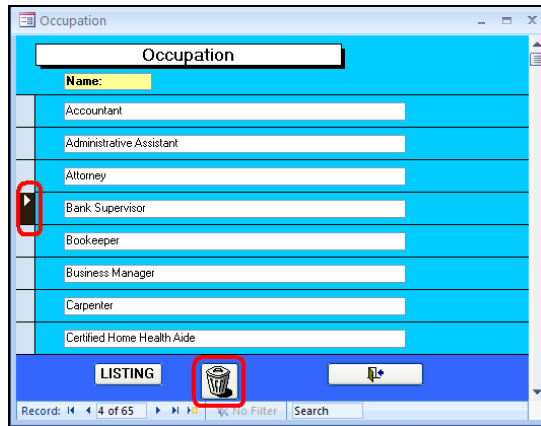 Occupation
Occupation
Name:
Accountant
Administrative Assistant
Attorney
Bank Supervisor
Bookeeper
Business Manager
Carpenter
Certified Home Health Aide
LISTING
Record: 4 of 65 No Filter Search